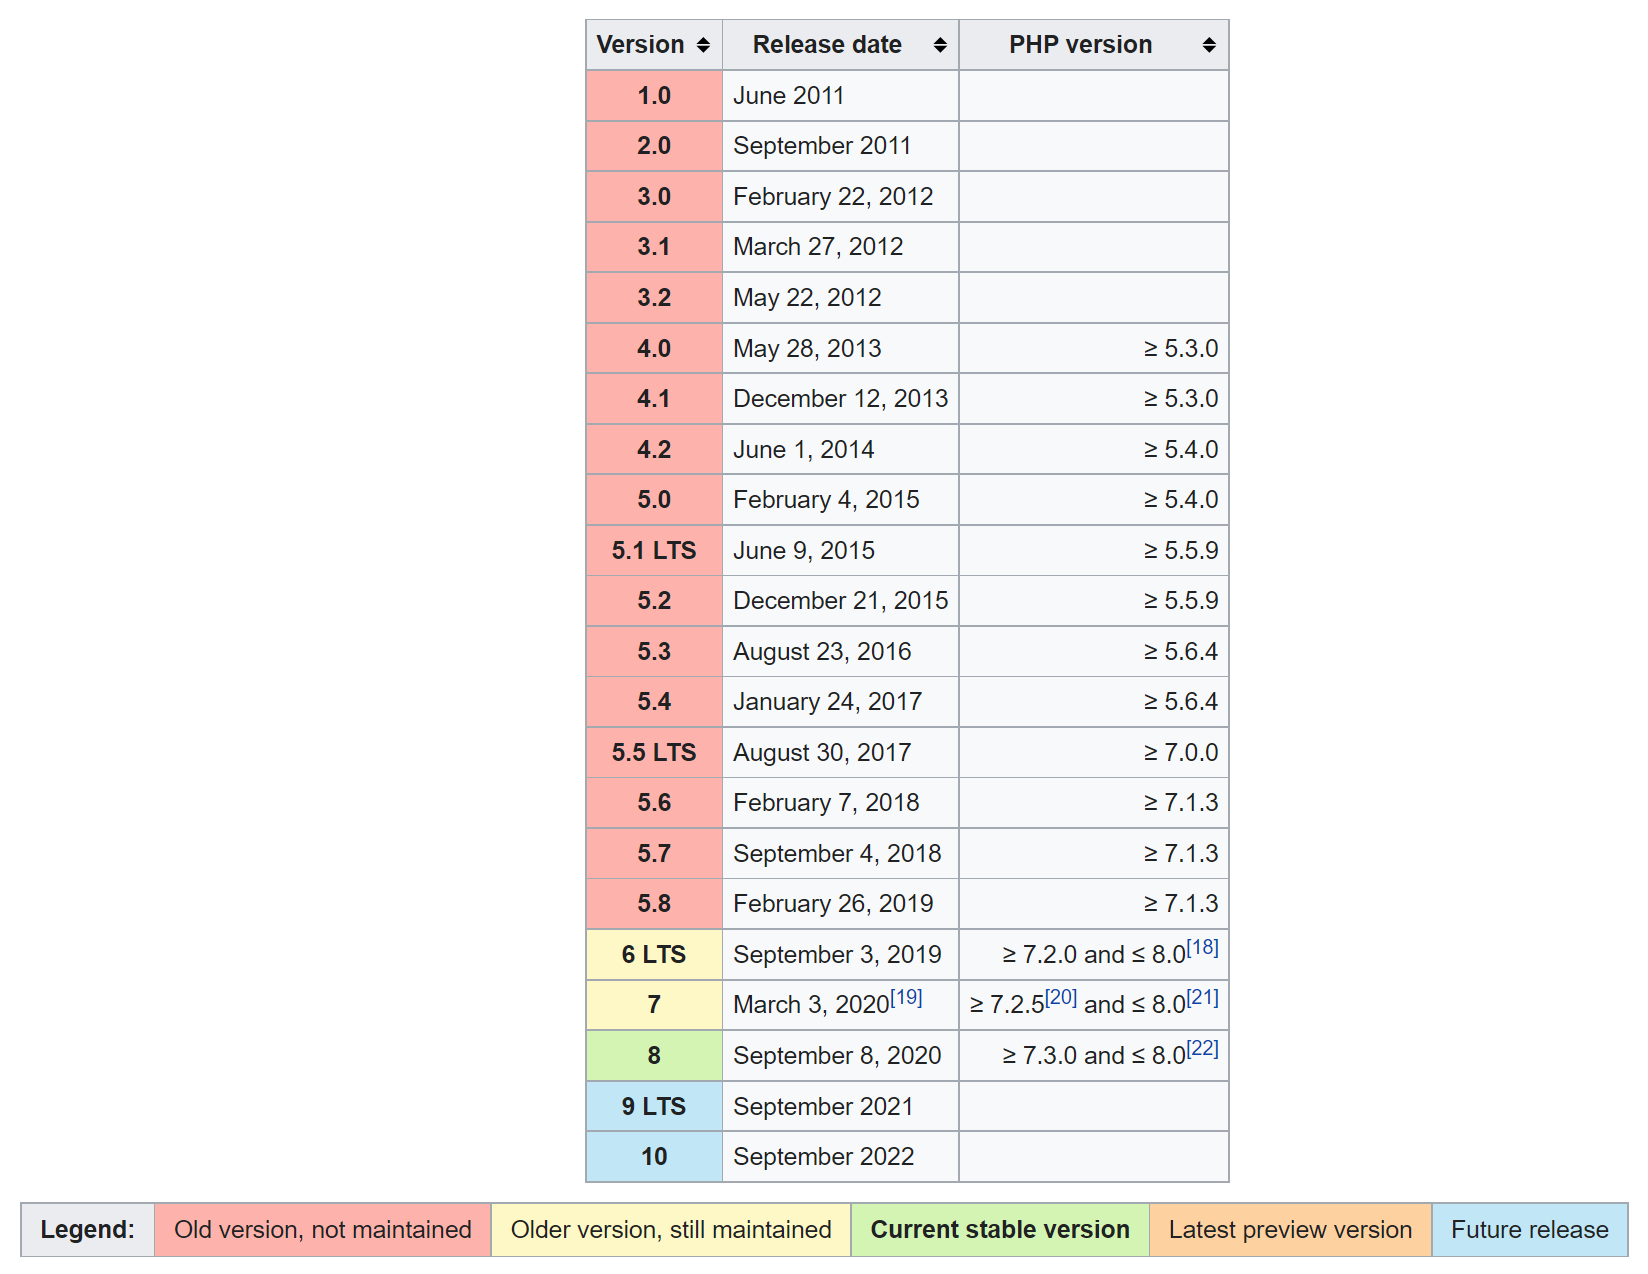 Version Release date PHP version
1.0 June 2011
2.0 September 2011
3.0 February 22, 2012
3.1 March 27, 2012
3.2 May 22, 2012
4.0 May 28, 2013 ≥ 5.3.0
4.1 December 12, 2013 ≥ 5.3.0
4.2 June 1, 2014 ≥ 5.4.0
5.0 February 4, 2015 ≥ 5.4.0
5.1 LTS June 9, 2015 ≥ 5.5.9
5.2 December 21, 2015 ≥ 5.5.9
5.3 August 23, 2016 ≥ 5.6.4
5.4 January 24, 2017 ≥ 5.6.4
5.5 LTS August 30, 2017 ≥ 7.0.0
5.6 February 7, 2018 ≥ 7.1.3
5.7 September 4, 2018 ≥ 7.1.3
5.8 February 26, 2019 ≥ 7.1.3
6 LTS September 3, 2019 ≥ 7.2.0 and ≤ 8.0[18]
7 March 3, 2020[19] ≥ 7.2.5[20] and ≤ 8.0[21]
8 September 8, 2020 ≥ 7.3.0 and ≤ 8.0[22]
9 LTS September 2021
10 September 2022
Legend: Old version, not maintained Older version, still maintained Current stable version Latest preview version Future release